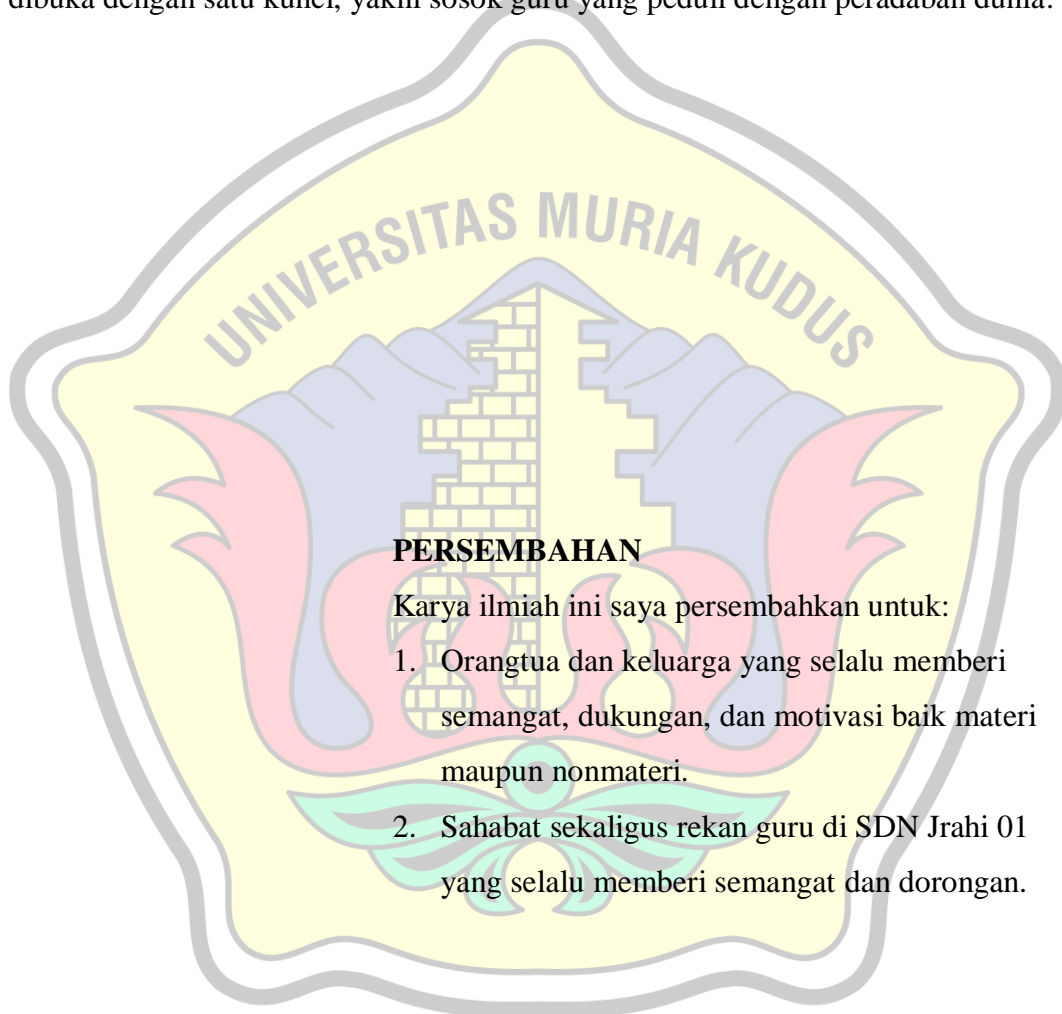 dibuka dengan satu kunci, yakni sosok guru yang peduli dengan peradaban dunia.
UNIVERSITAS MURIA KUDUS
PERSEMBAHAN
Karya ilmiah ini saya persembahkan untuk:
1. Orangtua dan keluarga yang selalu memberi
semangat, dukungan, dan motivasi baik materi
maupun nonmateri.
2. Sahabat sekaligus rekan guru di SDN Jrahi 01
yang selalu memberi semangat dan dorongan.